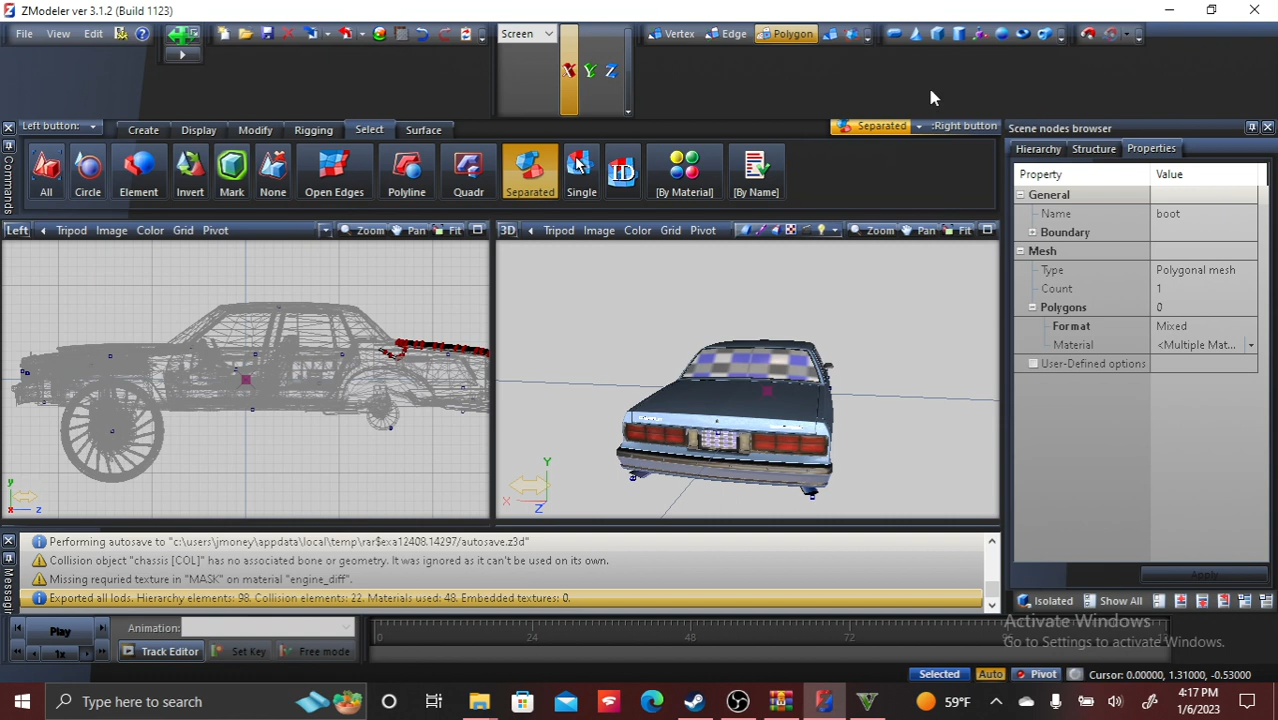 ZModeler ver 3.1.2 (Build 1123)
File View Edit
Screen
X Y Z
Vertex Edge Polygon
Left button:
Create Display Modify Rigging Select Surface
Separated :Right button
Commands
All Circle Element Invert Mark None Open Edges Polyline Quadr Separated Single [By Material] [By Name]
ID
Scene nodes browser
Hierarchy Structure Properties
Property Value
General
Name boot
Boundary
Mesh
Type Polygonal mesh
Count 1
Polygons 0
Format Mixed
Material <Multiple Mat...
User-Defined options
Apply
Left Tripod Image Color Grid Pivot Zoom Pan Fit
3D Tripod Image Color Grid Pivot Zoom Pan Fit
y
x z
Y
X
Z
Performing autosave to "c:\users\jmoney\appdata\local\temp\rar$exa12408.14297/autosave.z3d"
Collision object "chassis [COL]" has no associated bone or geometry. It was ignored as it can't be used on its own.
Missing requried texture in "MASK" on material "engine_diff".
Exported all lods. Hierarchy elements: 98. Collision elements: 22. Materials used: 48. Embedded textures: 0.
Isolated Show All
Play Animation:
0 24 48 72
1x Track Editor Set Key Free mode
Activate Windows
Go to Settings to activate Windows.
Selected Auto Pivot Cursor: 0.00000, 1.31000, -0.53000
Type here to search
59°F
4:17 PM
1/6/2023